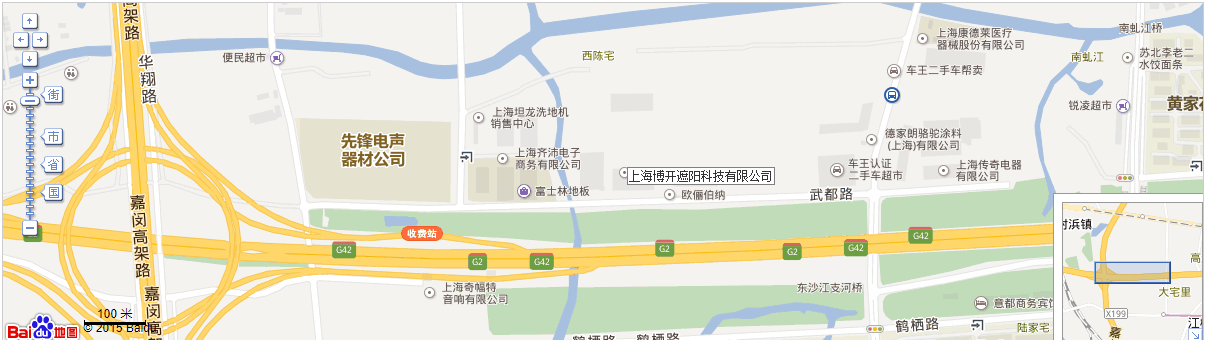 高架路
华翔路
便民超市
西陈宅
上海康德莱医疗
器械股份有限公司
南虬江桥
南虬江
苏北李老二
水饺面条
车王二手车帮卖
锐凌超市
黄家花
街
市
省
国
先锋电声
器材公司
上海坦龙洗地机
销售中心
上海齐沛电子
商务有限公司
富士林地板
上海博开遮阳科技有限公司
欧俪伯纳
德家朗骆驼涂料
(上海)有限公司
车王认证
二手车超市
上海传奇电器
有限公司
武都路
嘉闵高架路
收费站
G42
G2
G42
G2
G2
G42
G42
上海奇幅特
音响有限公司
东沙江支河桥
意都商务宾馆
嘉闵高
鹤栖路
鹤栖路
鹤栖路
陆家宅
村浜镇
高
大宅里
X199
江桥
100 米
© 2015 Baidu
Bai 地图